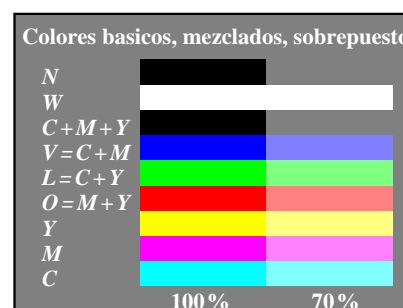 Colores basicos, mezclados, sobrepuesto
N
W
C+M+Y
V=C+M
L=C+Y
O=M+Y
Y
M
C
100% 70%